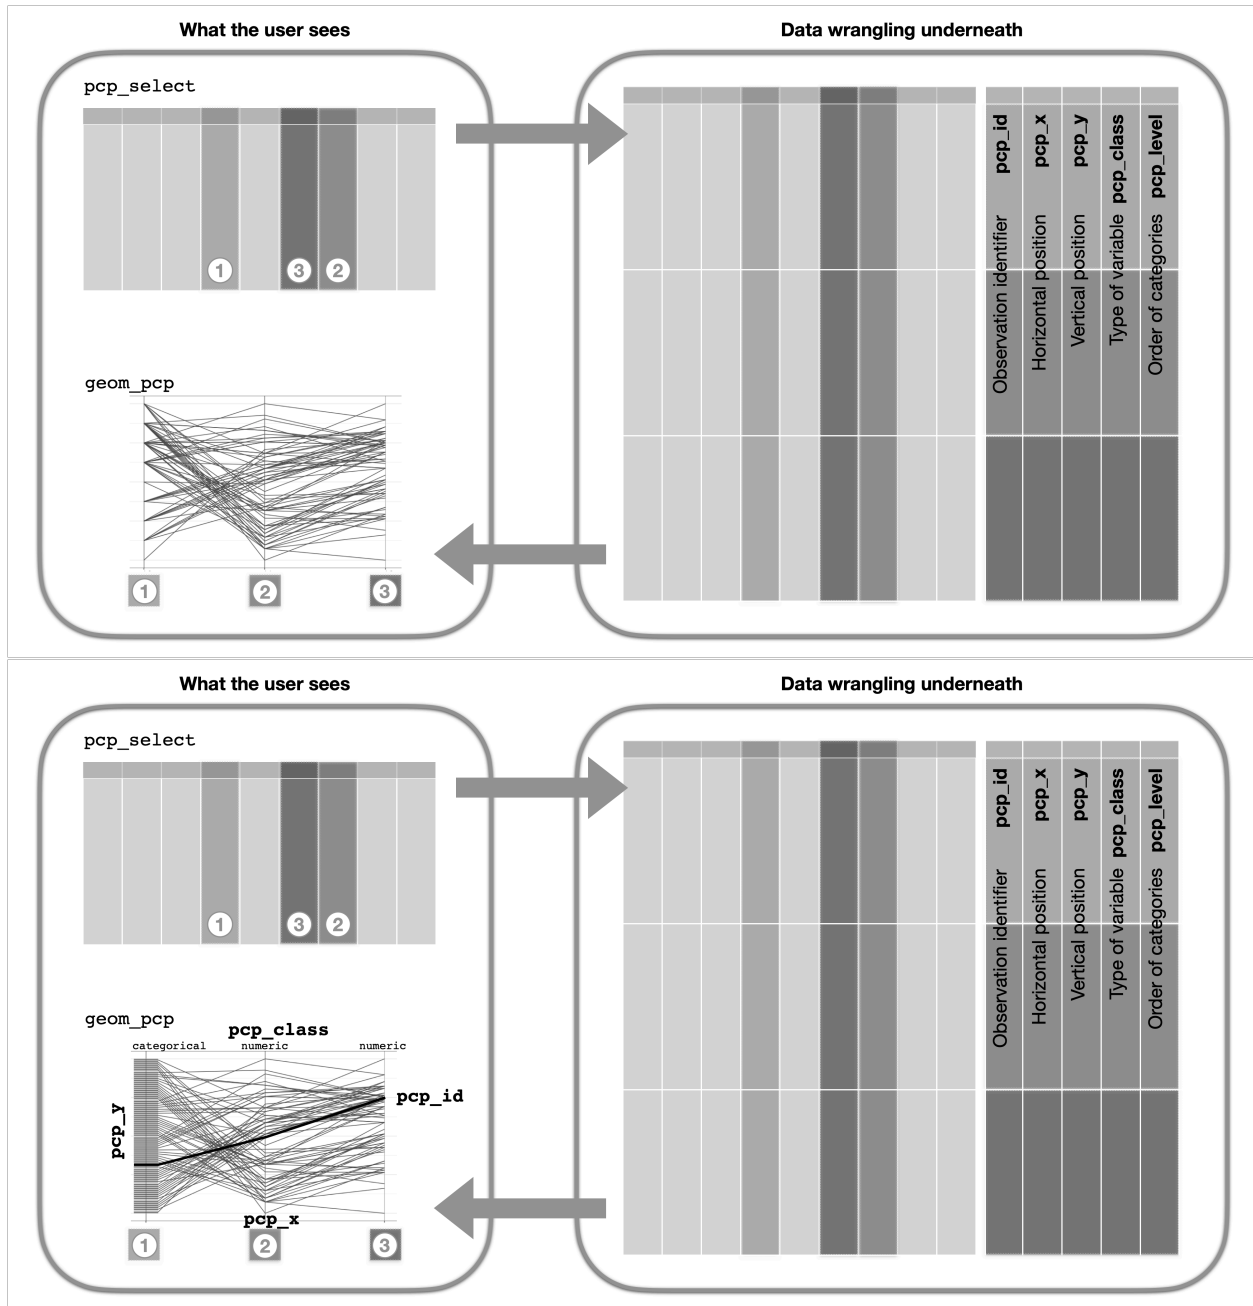 What the user sees
Data wrangling underneath
pcp_select
1
3
2
pcp_id
pcp_x
pcp_y
pcp_class
pcp_level
Observation identifier
Horizontal position
Vertical position
Type of variable
Order of categories
geom_pcp
1
2
3
What the user sees
Data wrangling underneath
pcp_select
1
3
2
pcp_id
pcp_x
pcp_y
pcp_class
pcp_level
Observation identifier
Horizontal position
Vertical position
Type of variable
Order of categories
geom_pcp
pcp_class
categorical
numeric
numeric
pcp_id
pcp_y
pcp_x
1
2
3